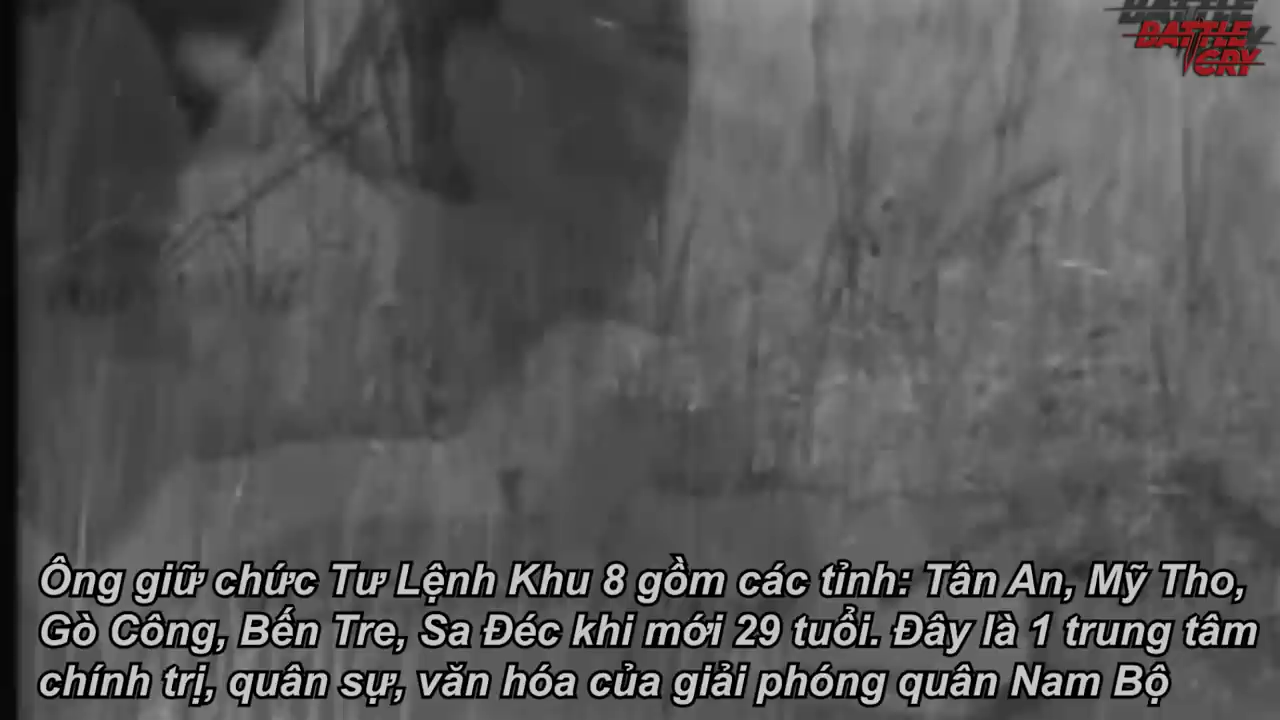 BATTLE
BATTLE
CRY
Ông giữ chức Tư Lệnh Khu 8 gồm các tỉnh: Tân An, Mỹ Tho,
Gò Công, Bến Tre, Sa Đéc khi mới 29 tuổi. Đây là 1 trung tâm
chính trị, quân sự, văn hóa của giải phóng quân Nam Bộ